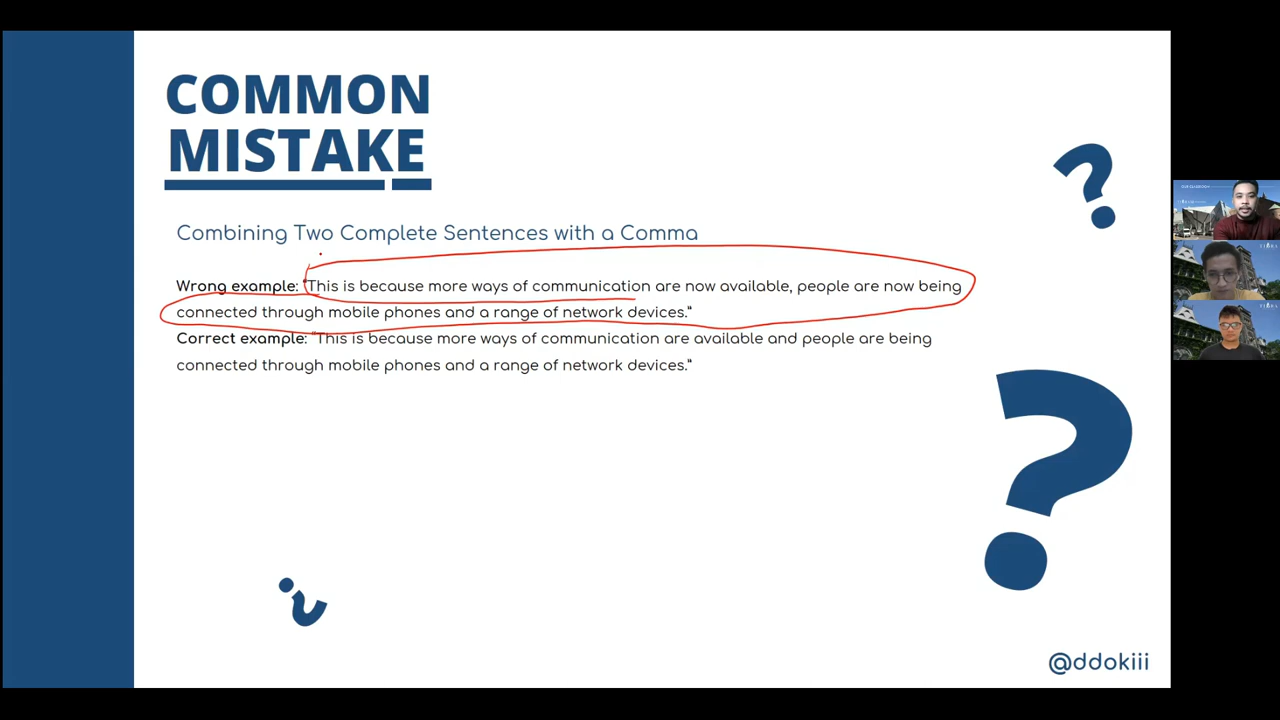 COMMON
MISTAKE
Combining Two Complete Sentences with a Comma
Wrong example: "This is because more ways of communication are now available, people are now being
connected through mobile phones and a range of network devices."
Correct example: "This is because more ways of communication are available and people are being
connected through mobile phones and a range of network devices."
@ddokiii